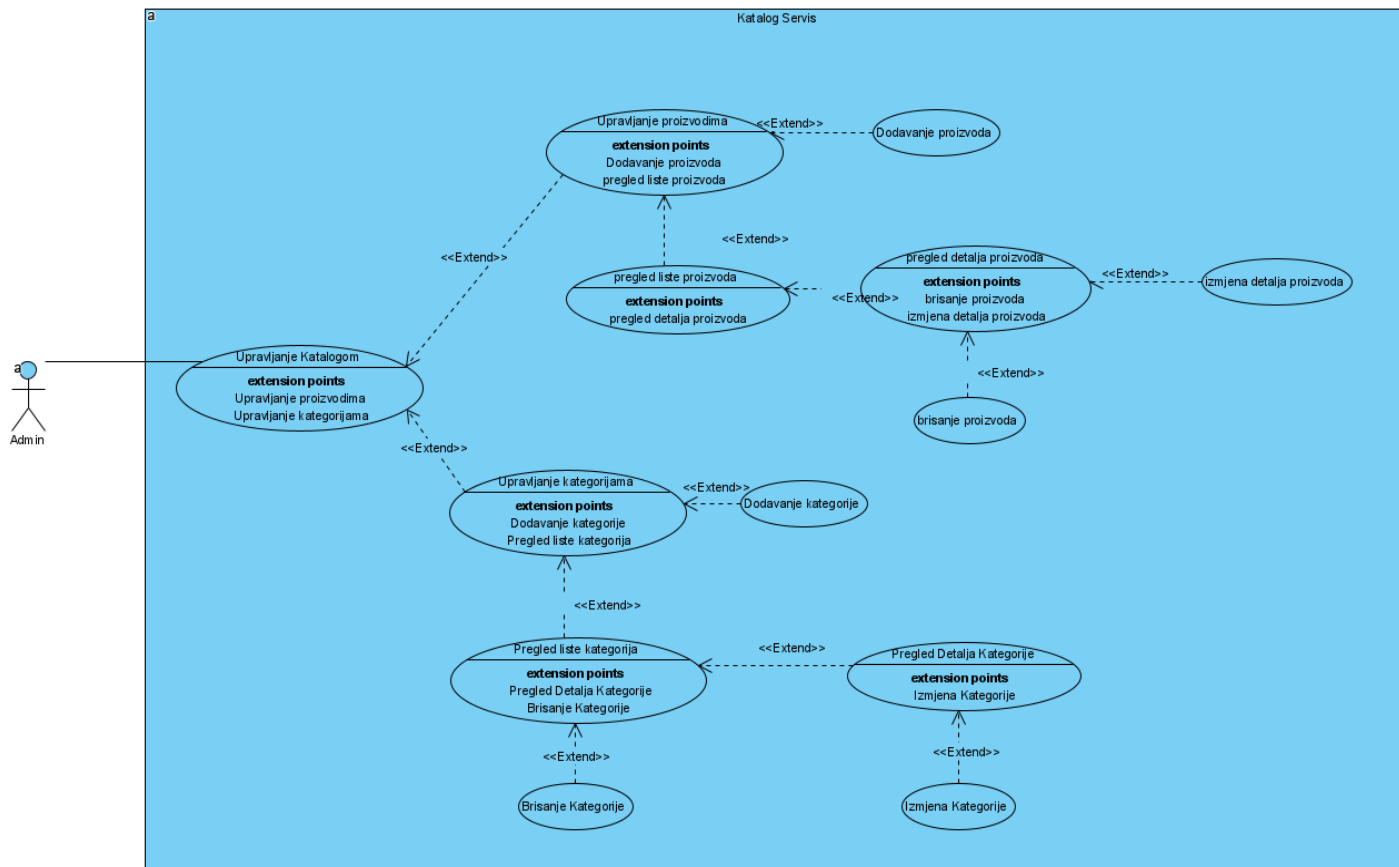 a
Katalog Servis
Upravljanje proizvodima
extension points
Dodavanje proizvoda
pregled liste proizvoda
<<Extend>>
Dodavanje proizvoda
<<Extend>>
<<Extend>>
pregled liste proizvoda
extension points
pregled detalja proizvoda
<<Extend>>
pregled detalja proizvoda
extension points
brisanje proizvoda
izmjena detalja proizvoda
<<Extend>>
izmjena detalja proizvoda
<<Extend>>
brisanje proizvoda
a
Admin
Upravljanje Katalogom
extension points
Upravljanje proizvodima
Upravljanje kategorijama
<<Extend>>
Upravljanje kategorijama
extension points
Dodavanje kategorije
Pregled liste kategorija
<<Extend>>
Dodavanje kategorije
<<Extend>>
Pregled liste kategorija
extension points
Pregled Detalja Kategorije
Brisanje Kategorije
<<Extend>>
Pregled Detalja Kategorije
extension points
Izmjena Kategorije
<<Extend>>
Brisanje Kategorije
<<Extend>>
Izmjena Kategorije